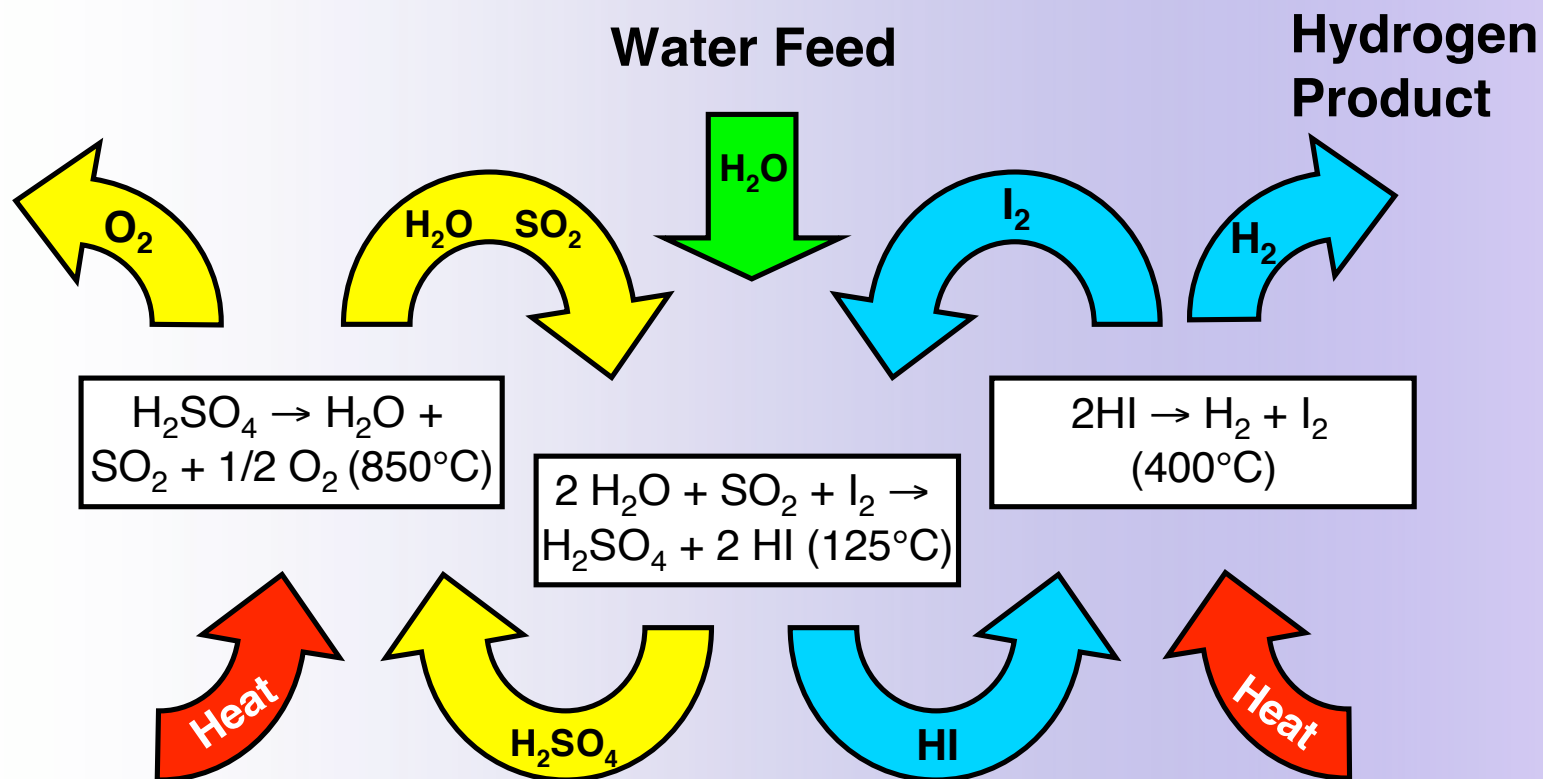 Water Feed
Hydrogen
Product
H₂O
O₂
H₂O SO₂
I₂
H₂
H₂SO₄ → H₂O +
SO₂ + 1/2 O₂ (850°C)
2HI → H₂ + I₂
(400°C)
2 H₂O + SO₂ + I₂ →
H₂SO₄ + 2 HI (125°C)
Heat
H₂SO₄
HI
Heat